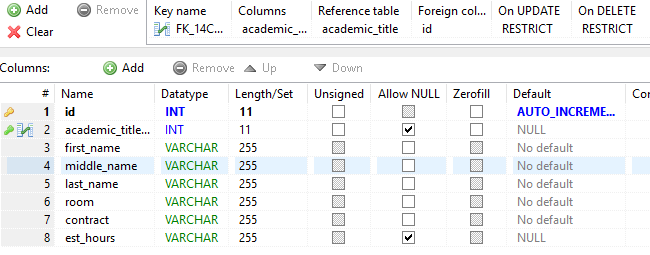 Add Remove Key name Columns Reference table Foreign col... On UPDATE On DELETE
Clear FK_14C... academic_... academic_title id RESTRICT RESTRICT
Columns: Add Remove Up Down
# Name Datatype Length/Set Unsigned Allow NULL Zerofill Default Co
1 id INT 11 AUTO_INCREME...
2 academic_title... INT 11 NULL
3 first_name VARCHAR 255 No default
4 middle_name VARCHAR 255 No default
5 last_name VARCHAR 255 No default
6 room VARCHAR 255 No default
7 contract VARCHAR 255 No default
8 est_hours VARCHAR 255 NULL